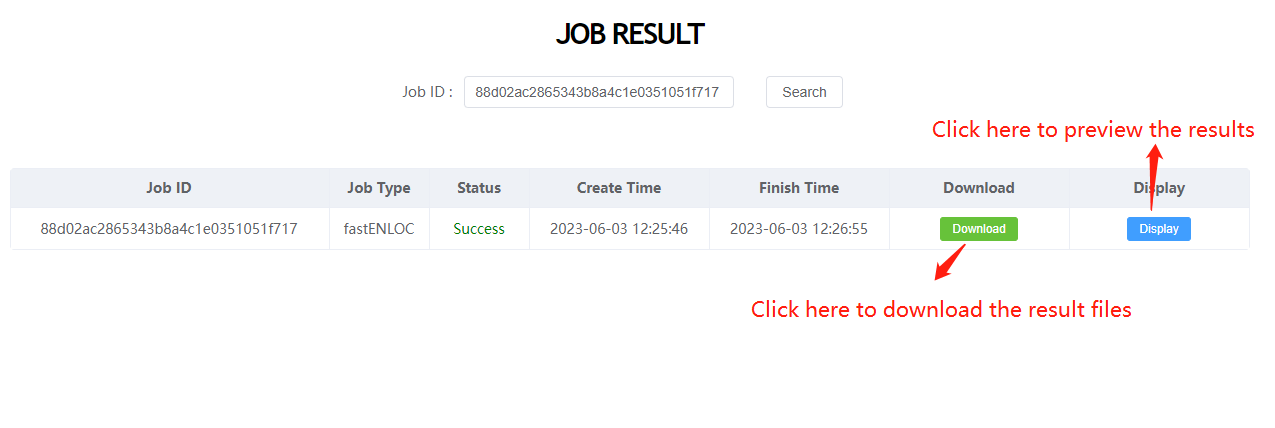 JOB RESULT
Job ID : 88d02ac2865343b8a4c1e0351051f717 Search
Click here to preview the results
Job ID Job Type Status Create Time Finish Time Download Display
88d02ac2865343b8a4c1e0351051f717 fastENLOC Success 2023-06-03 12:25:46 2023-06-03 12:26:55 Download Display
Click here to download the result files